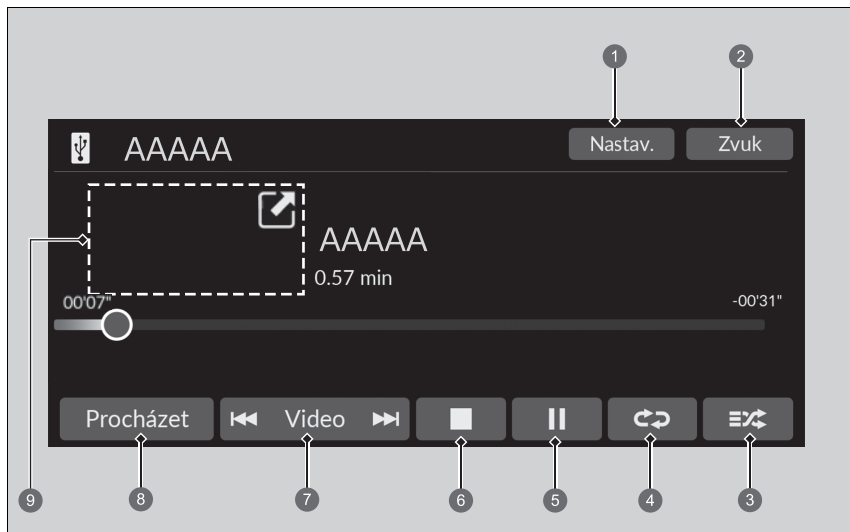 1 2
AAAAA Nastav. Zvuk
AAAAA
0.57 min
00'07" -00'31"
Procházet Video
9 8 7 6 5 4 3